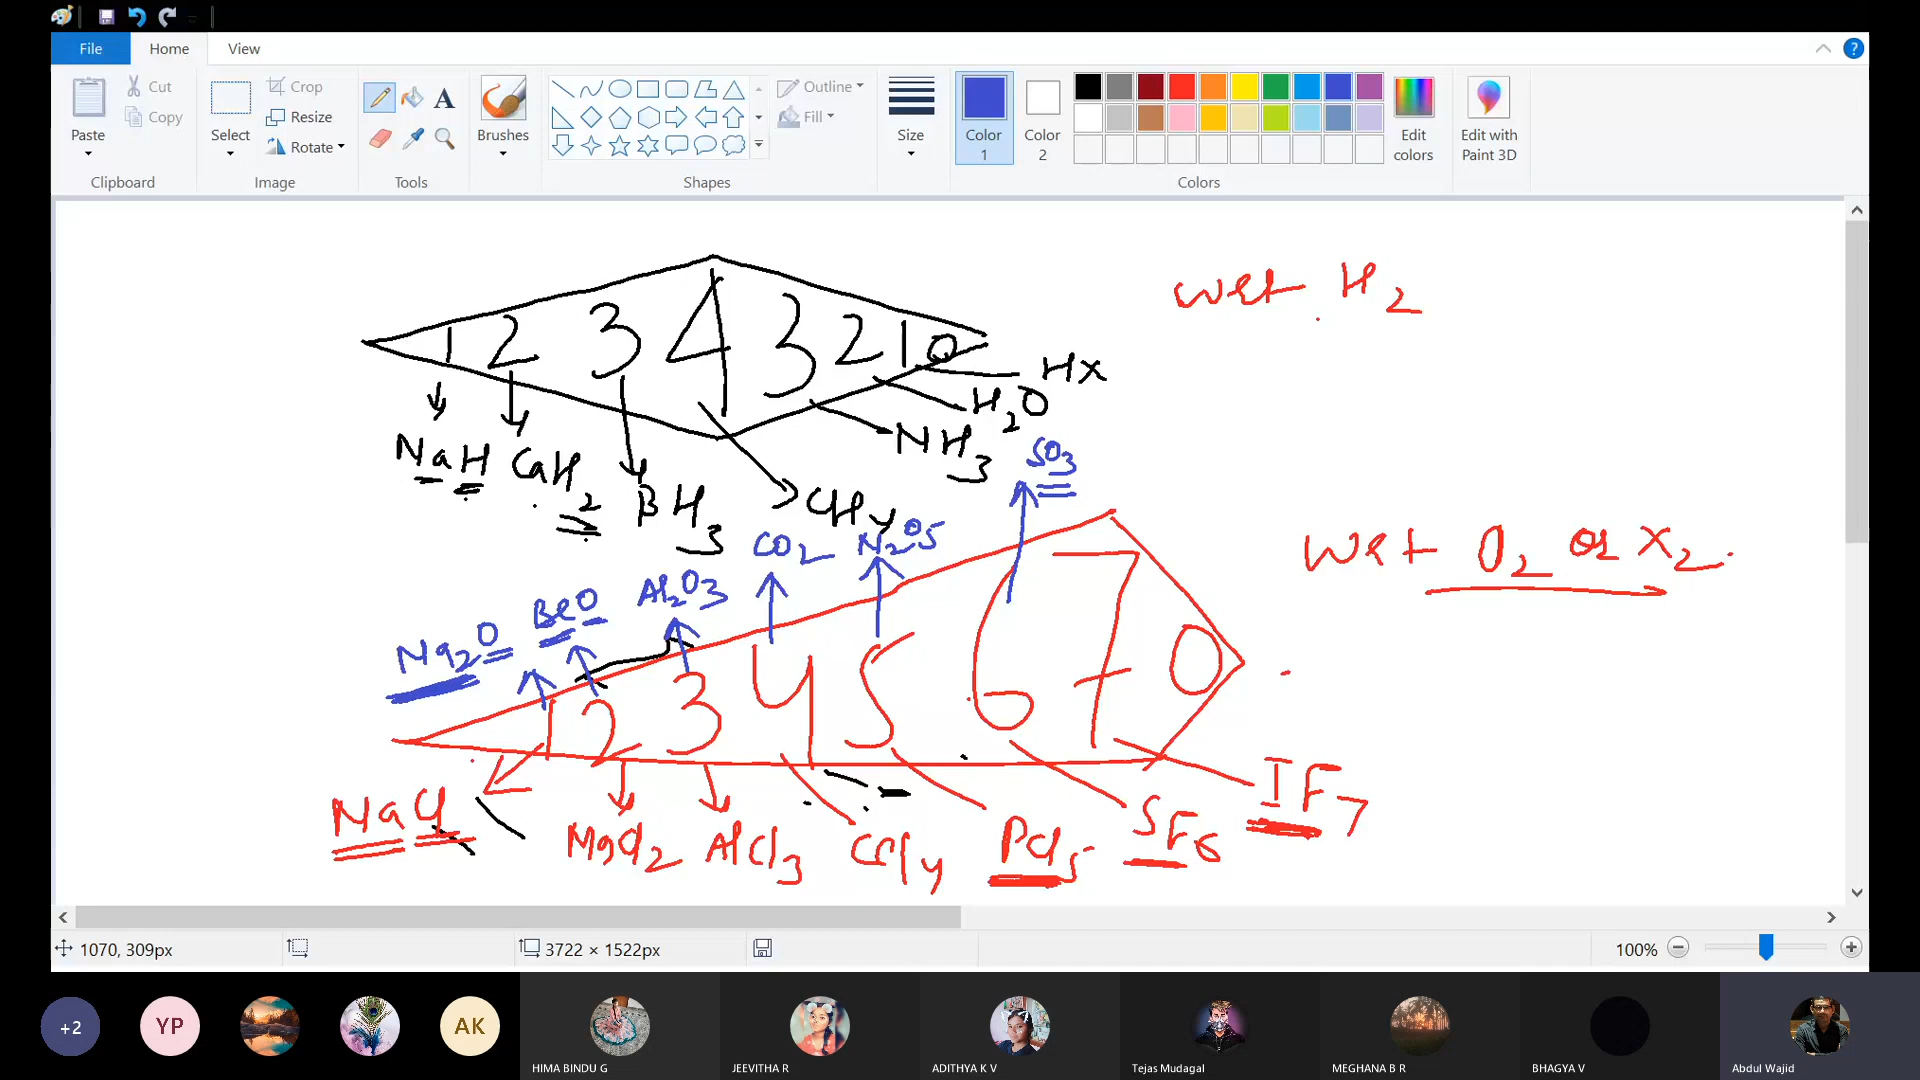 File Home View
Cut
Copy
Paste
Clipboard
Crop
Resize
Rotate
Select
Image
Tools
Brushes
Shapes
Outline
Fill
Size
Color 1
Color 2
Edit colors
Colors
Edit with Paint 3D
wrt H2
1 2 3 4 3 2 1 0
HX
H2O
NH3
NaH CaH2 BH3 CH4
SO3
Na2O BeO Al2O3 CO2 N2O5
wrt O2 or X2.
1 2 3 4 5 6 7 0
NaCl MgCl2 AlCl3 CCl4 PCl5 SF6 IF7
1070, 309px
3722 × 1522px
100%
+2 YP AK
HIMA BINDU G JEEVITHA R ADITHYA K V Tejas Mudagal MEGHANA B R BHAGYA V Abdul Wajid